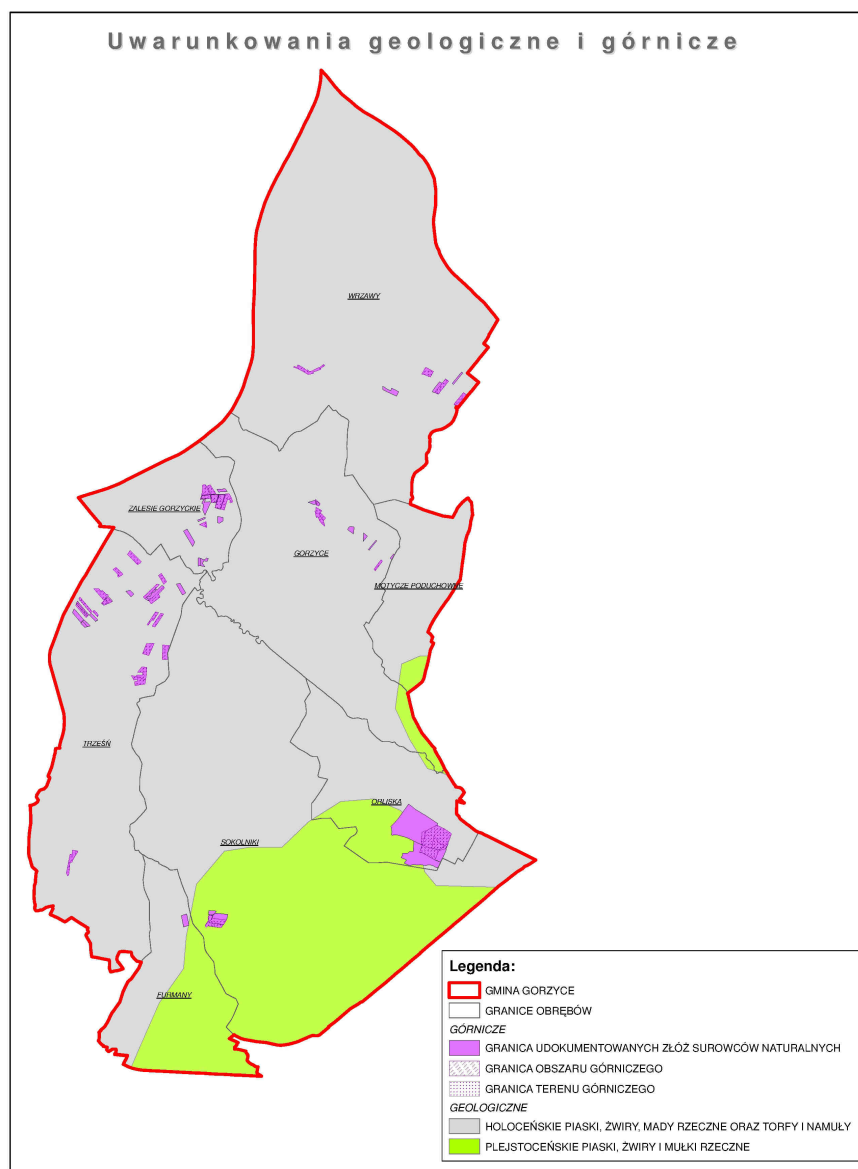 Uwarunkowania geologiczne i górnicze
WRZAWY
ZALESIE GORZYCKIE
GORZYCE
MOTYCZE PODUCHOWNE
TRZEŚŃ
ORLISKA
SOKOLNIKI
FURMANY
Legenda:
GMINA GORZYCE
GRANICE OBRĘBÓW
GÓRNICZE
GRANICA UDOKUMENTOWANYCH ZŁÓŻ SUROWCÓW NATURALNYCH
GRANICA OBSZARU GÓRNICZEGO
GRANICA TERENU GÓRNICZEGO
GEOLOGICZNE
HOLOCEŃSKIE PIASKI, ŻWIRY, MADY RZECZNE ORAZ TORFY I NAMUŁY
PLEJSTOCEŃSKIE PIASKI, ŻWIRY I MUŁKI RZECZNE